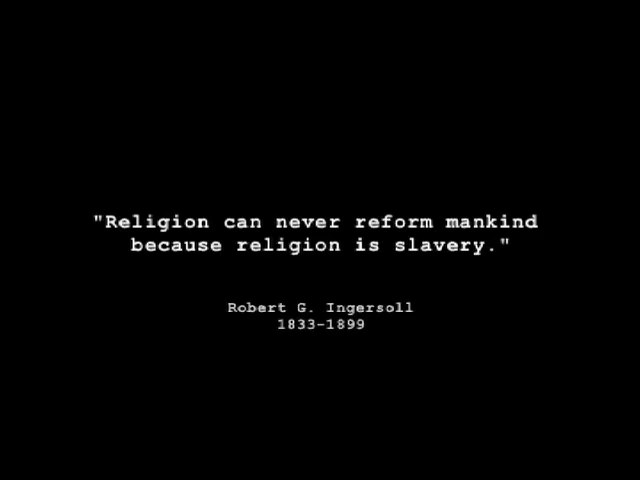 "Religion can never reform mankind
because religion is slavery."
Robert G. Ingersoll
1833-1899